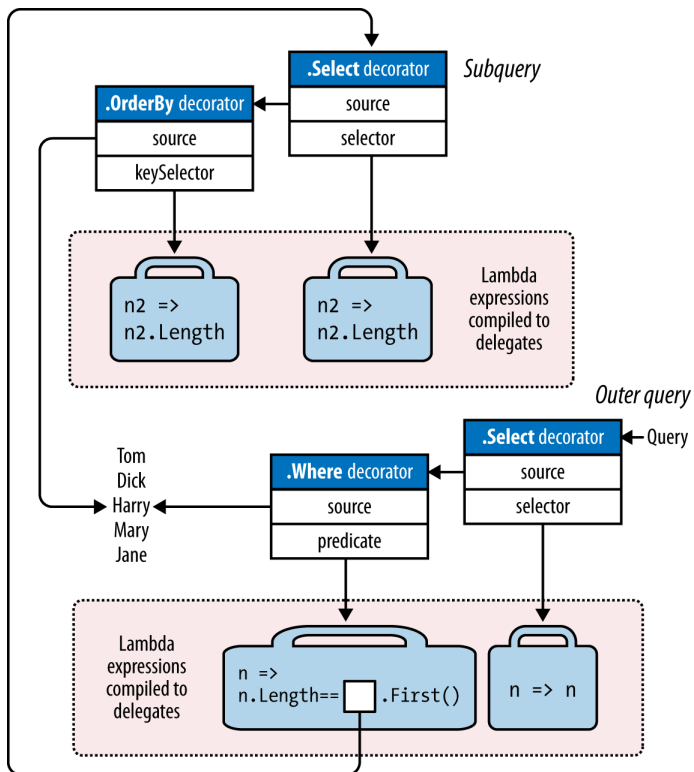 .Select decorator
Subquery
source
selector
.OrderBy decorator
source
keySelector
n2 =>
n2.Length
n2 =>
n2.Length
Lambda
expressions
compiled to
delegates
Outer query
.Select decorator
Query
source
selector
.Where decorator
source
predicate
Tom
Dick
Harry
Mary
Jane
Lambda
expressions
compiled to
delegates
n =>
n.Length== .First()
n => n